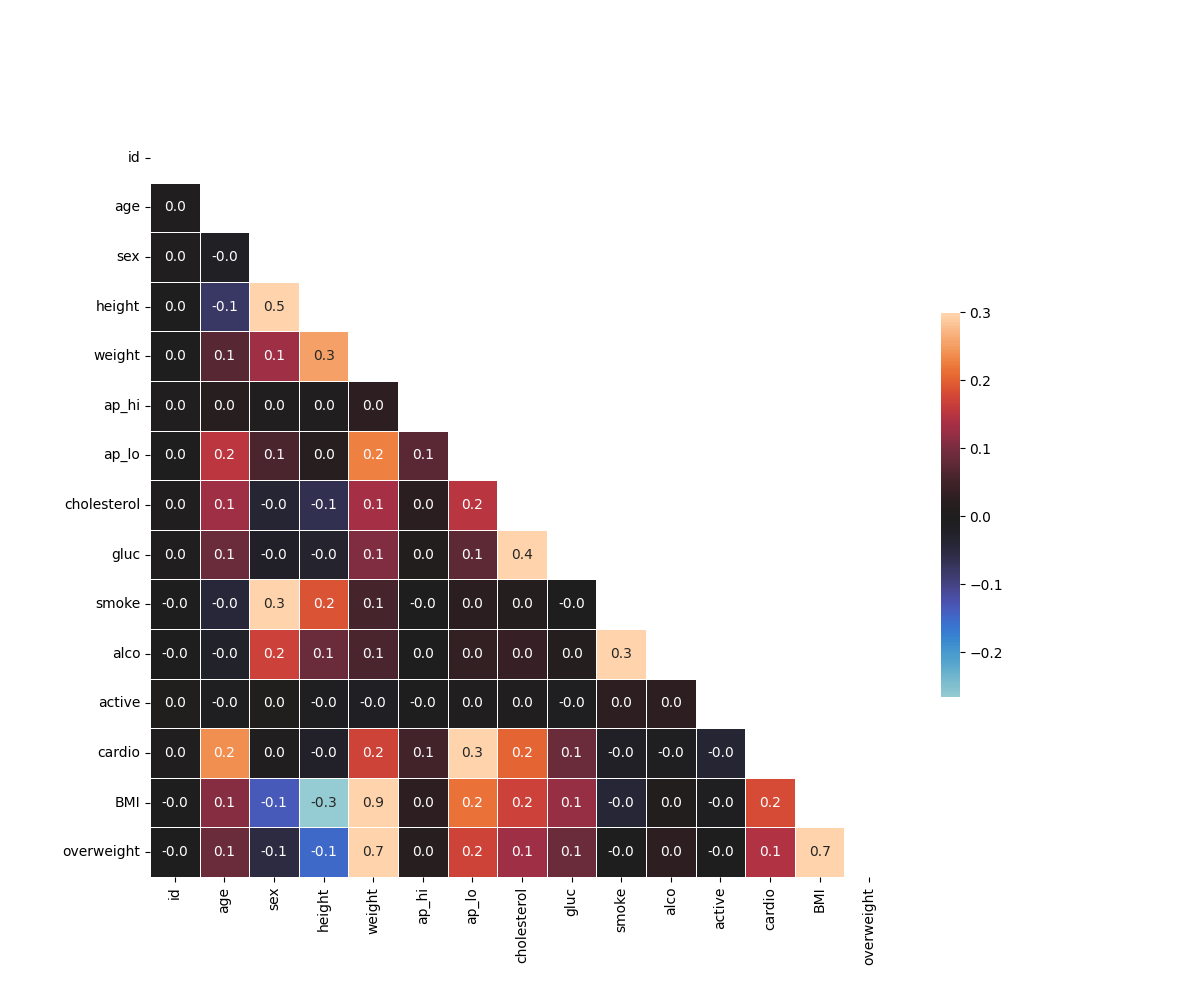 id
age 0.0
sex 0.0 -0.0
height 0.0 -0.1 0.5
0.3
weight 0.0 0.1 0.1 0.3
0.2
ap_hi 0.0 0.0 0.0 0.0 0.0
ap_lo 0.0 0.2 0.1 0.0 0.2 0.1
0.1
cholesterol 0.0 0.1 -0.0 -0.1 0.1 0.0 0.2
0.0
gluc 0.0 0.1 -0.0 -0.0 0.1 0.0 0.1 0.4
−0.1
smoke -0.0 -0.0 0.3 0.2 0.1 -0.0 0.0 0.0 -0.0
alco -0.0 -0.0 0.2 0.1 0.1 0.0 0.0 0.0 0.0 0.3
−0.2
active 0.0 -0.0 0.0 -0.0 -0.0 -0.0 0.0 0.0 -0.0 0.0 0.0
cardio 0.0 0.2 0.0 -0.0 0.2 0.1 0.3 0.2 0.1 -0.0 -0.0 -0.0
BMI -0.0 0.1 -0.1 -0.3 0.9 0.0 0.2 0.2 0.1 -0.0 0.0 -0.0 0.2
overweight -0.0 0.1 -0.1 -0.1 0.7 0.0 0.2 0.1 0.1 -0.0 0.0 -0.0 0.1 0.7
id age sex height weight ap_hi ap_lo cholesterol gluc smoke alco active cardio BMI overweight